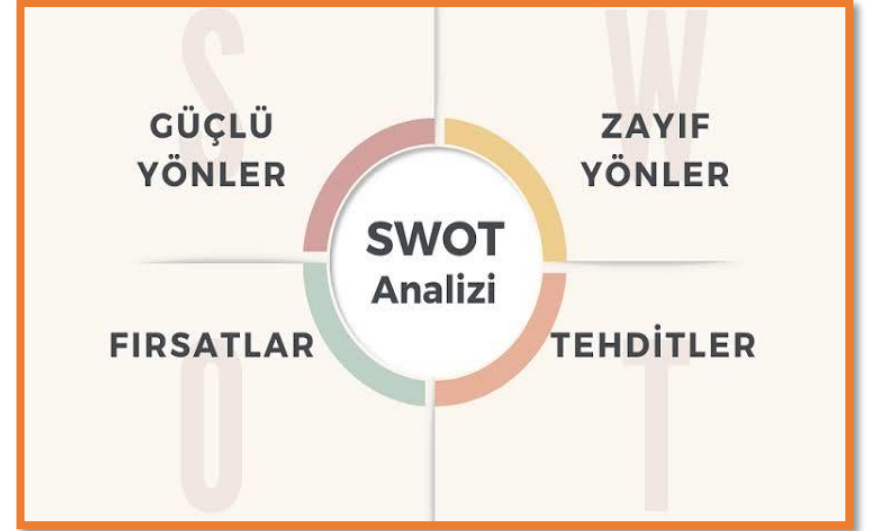 S
GÜÇLÜ
YÖNLER
W
ZAYIF
YÖNLER
SWOT
Analizi
FIRSATLAR
O
TEHDİTLER
T